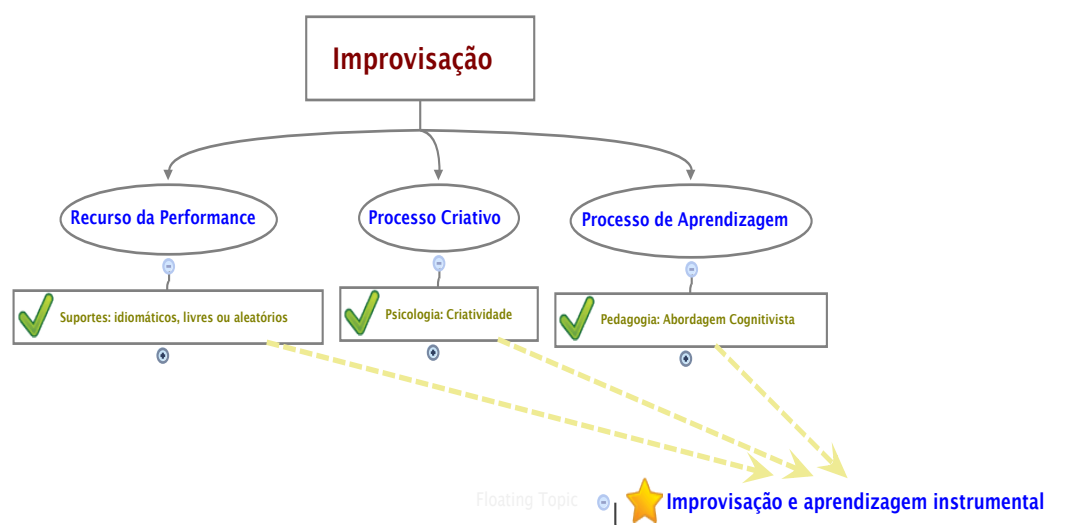 Improvisação
Recurso da Performance
Processo Criativo
Processo de Aprendizagem
Suportes: idiomáticos, livres ou aleatórios
Psicologia: Criatividade
Pedagogia: Abordagem Cognitivista
Floating Topic
Improvisação e aprendizagem instrumental